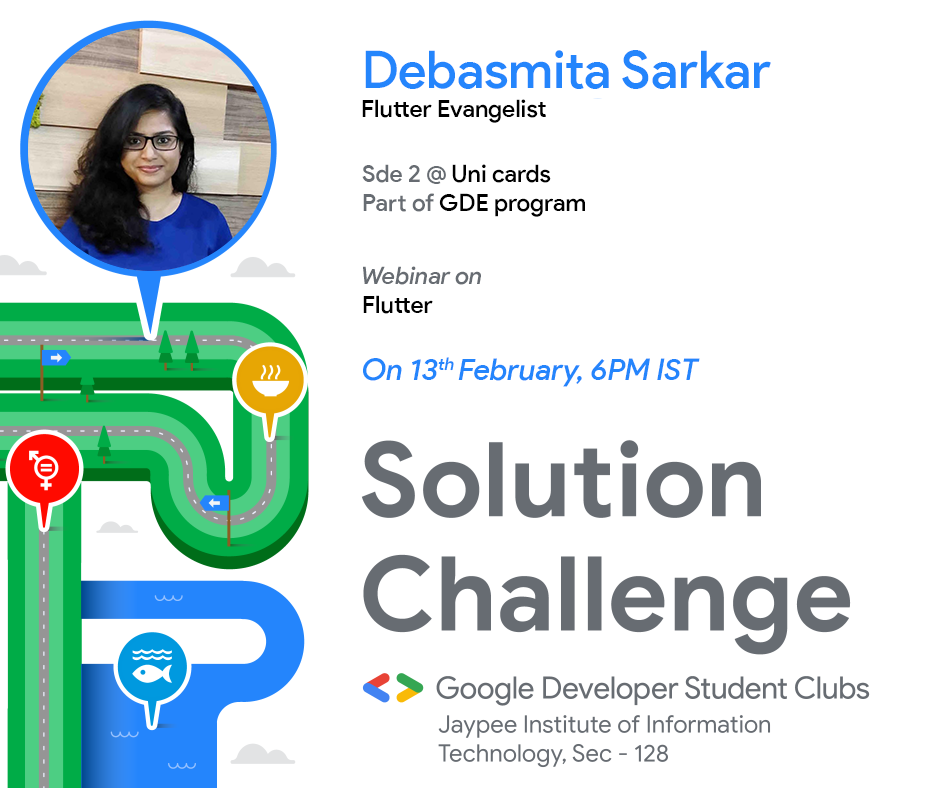 Debasmita Sarkar
Flutter Evangelist
Sde 2 @ Uni cards
Part of GDE program
Webinar on
Flutter
On 13th February, 6PM IST
Solution
Challenge
Google Developer Student Clubs
Jaypee Institute of Information
Technology, Sec - 128